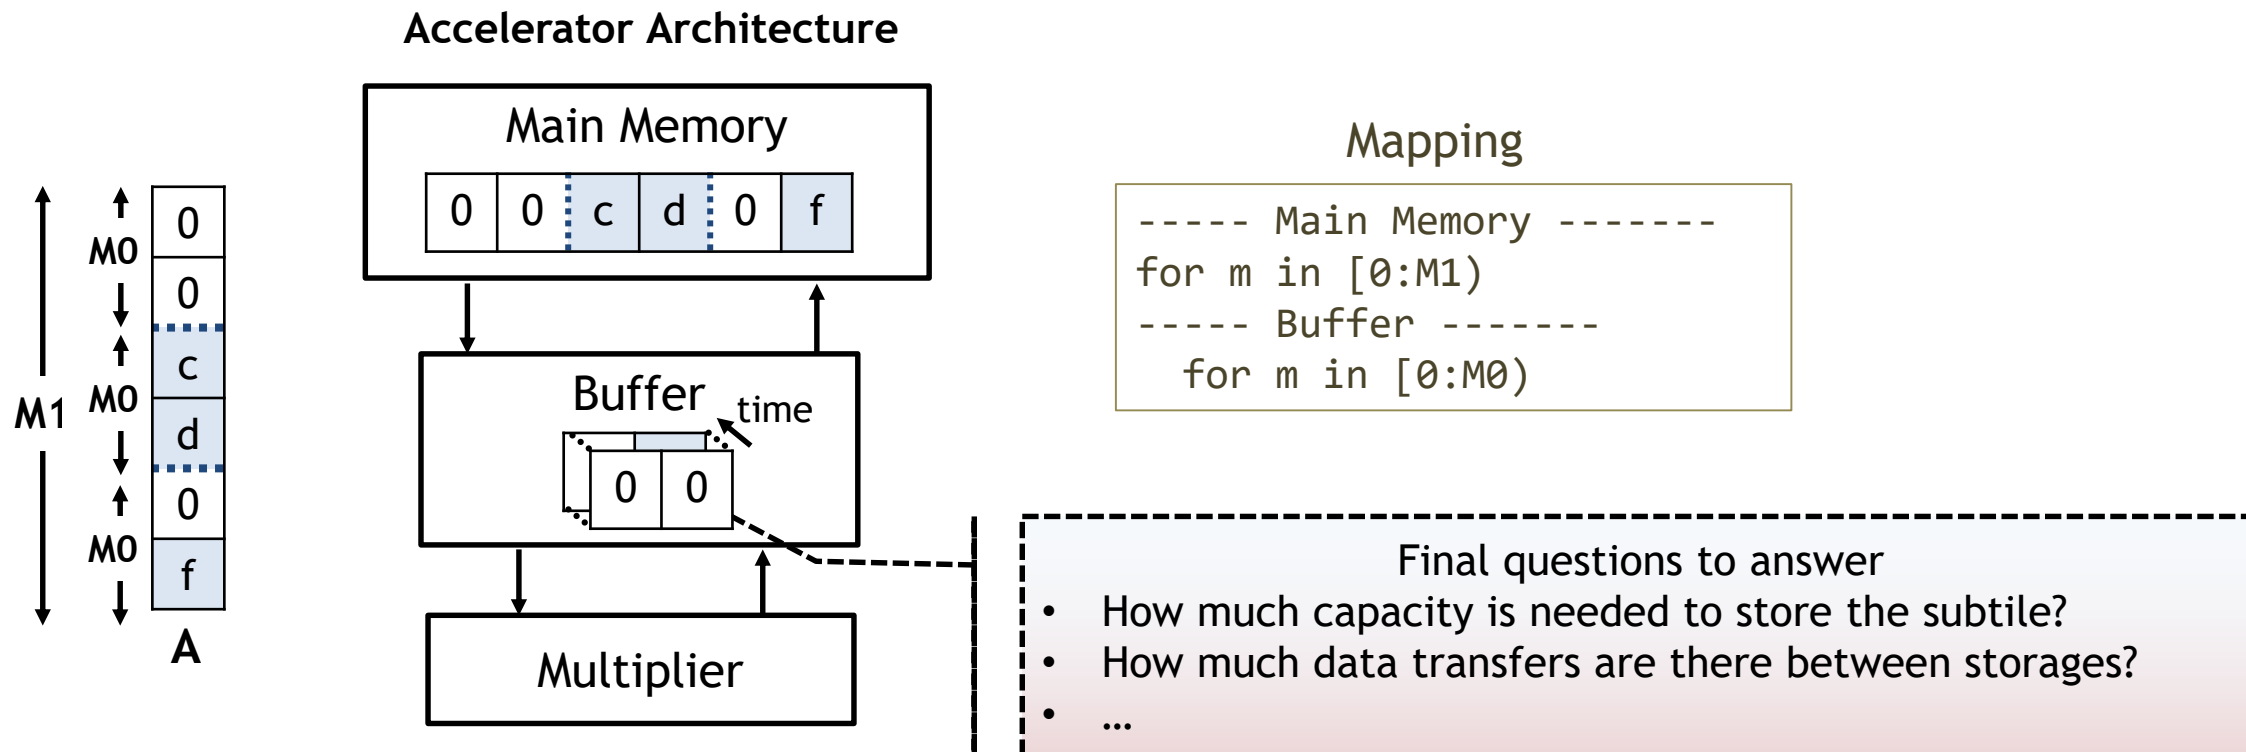 Accelerator Architecture
Main Memory
0 0 c d 0 f
Mapping
----- Main Memory -------
for m in [0:M1)
----- Buffer -------
for m in [0:M0)
M1
M0
M0
M0
0
0
c
d
0
f
A
Buffer
time
0 0
Multiplier
Final questions to answer
• How much capacity is needed to store the subtile?
• How much data transfers are there between storages?
• …